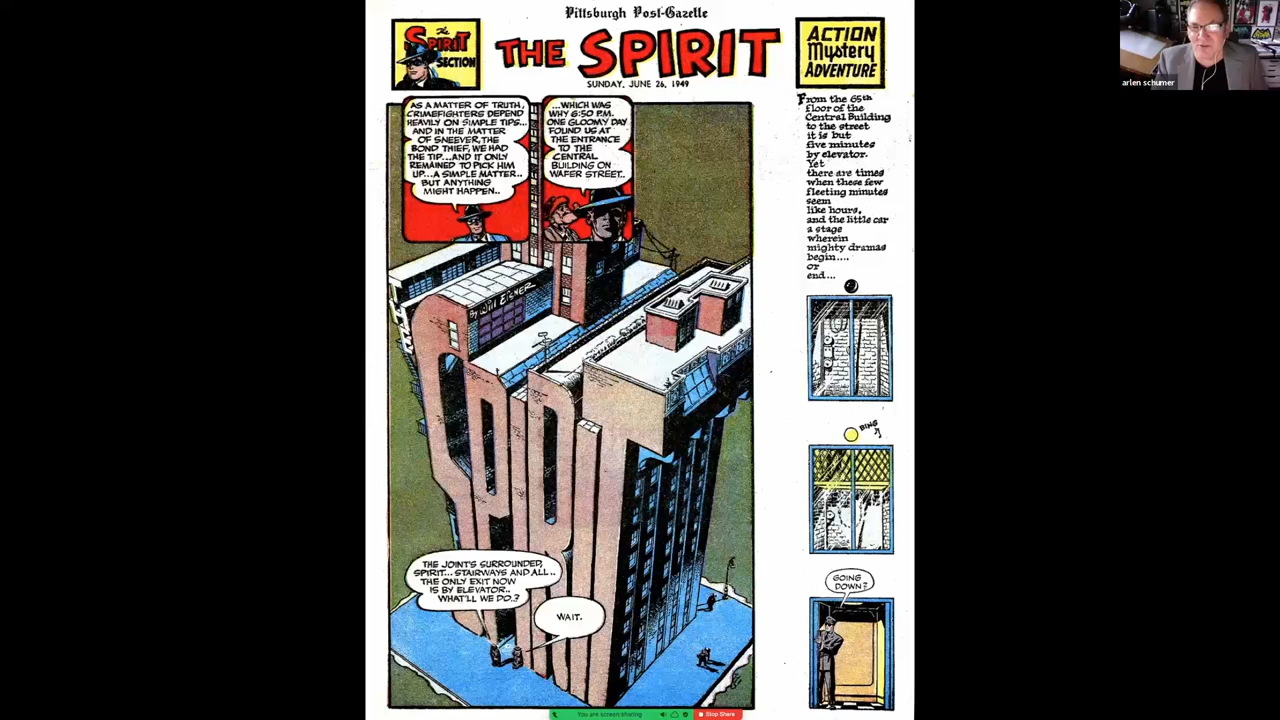 Pittsburgh Post-Gazette
The
SPIRIT
SECTION
THE SPIRIT
SUNDAY, JUNE 26, 1949
ACTION
Mystery
ADVENTURE
arlen schumer
AS A MATTER OF TRUTH,
CRIMEFIGHTERS DEPEND
HEAVILY ON SIMPLE TIPS...
AND IN THE MATTER
OF SNEEVER, THE
BOND THIEF, WE HAD
THE TIP...AND IT ONLY
REMAINED TO PICK HIM
UP...A SIMPLE MATTER..
BUT ANYTHING
MIGHT HAPPEN..
...WHICH WAS
WHY 6:50 P.M.
ONE GLOOMY DAY
FOUND US AT
THE ENTRANCE
TO THE
CENTRAL
BUILDING ON
WAFER STREET..
From the 65th
floor of the
Central Building
to the street
it is but
five minutes
by elevator.
Yet
there are times
when these few
fleeting minutes
seem
like hours,
and the little car
a stage
wherein
mighty dramas
begin....
or
end...
By WILL EISNER
SPIRIT
BING
THE JOINT'S SURROUNDED,
SPIRIT... STAIRWAYS AND ALL..
THE ONLY EXIT NOW
IS BY ELEVATOR..
WHAT'LL WE DO..?
WAIT.
GOING
DOWN?
You are screen sharing
Stop Share